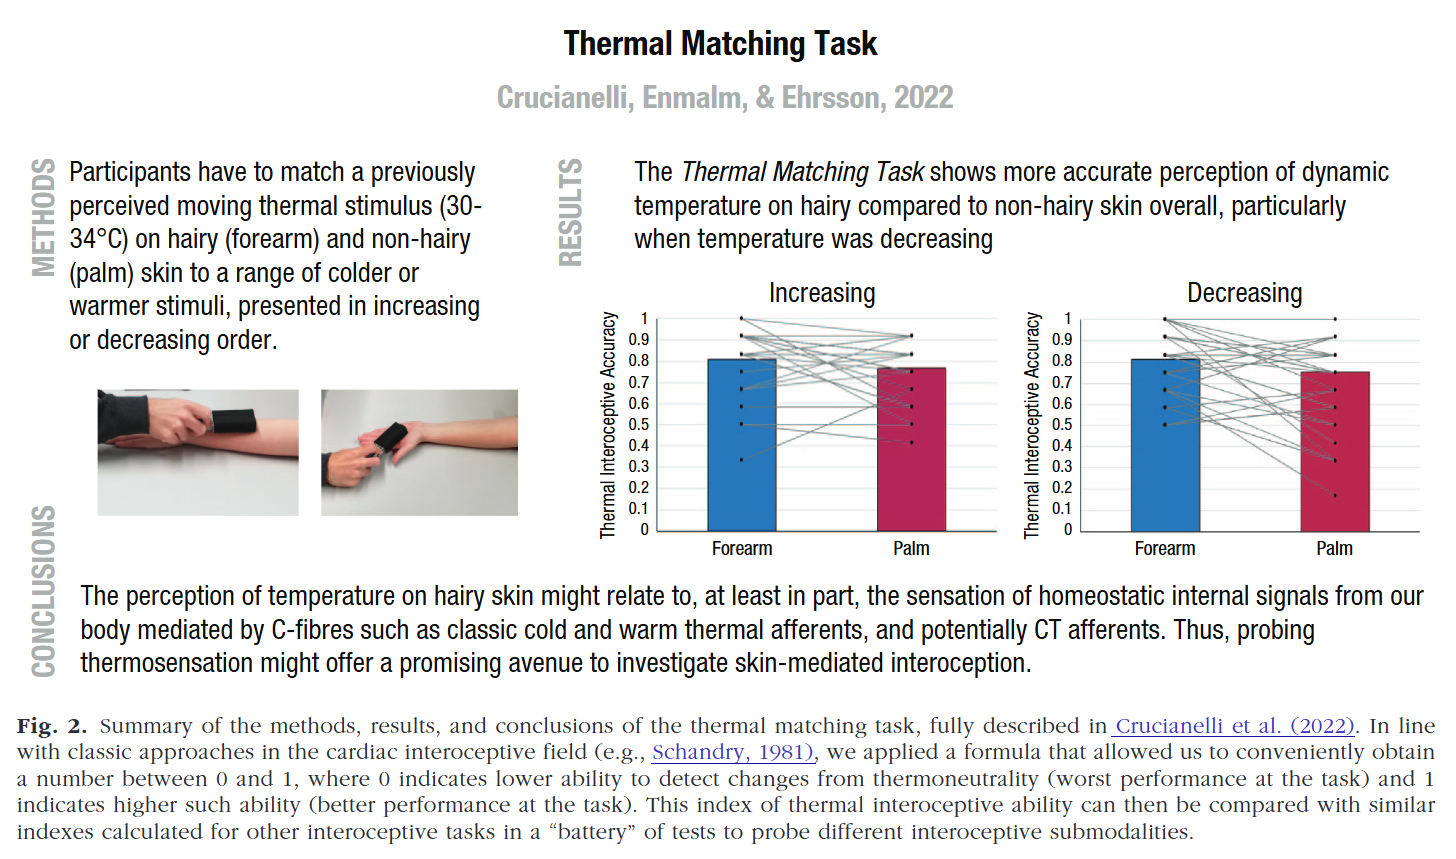 Thermal Matching Task
Crucianelli, Enmalm, & Ehrsson, 2022
METHODS
Participants have to match a previously
perceived moving thermal stimulus (30-
34°C) on hairy (forearm) and non-hairy
(palm) skin to a range of colder or
warmer stimuli, presented in increasing
or decreasing order.
RESULTS
The Thermal Matching Task shows more accurate perception of dynamic
temperature on hairy compared to non-hairy skin overall, particularly
when temperature was decreasing
Increasing
Thermal Interoceptive Accuracy
1
0.9
0.8
0.7
0.6
0.5
0.4
0.3
0.2
0.1
0
Forearm Palm
Decreasing
Thermal Interoceptive Accuracy
1
0.9
0.8
0.7
0.6
0.5
0.4
0.3
0.2
0.1
0
Forearm Palm
CONCLUSIONS
The perception of temperature on hairy skin might relate to, at least in part, the sensation of homeostatic internal signals from our
body mediated by C-fibres such as classic cold and warm thermal afferents, and potentially CT afferents. Thus, probing
thermosensation might offer a promising avenue to investigate skin-mediated interoception.
Fig. 2. Summary of the methods, results, and conclusions of the thermal matching task, fully described in Crucianelli et al. (2022). In line
with classic approaches in the cardiac interoceptive field (e.g., Schandry, 1981), we applied a formula that allowed us to conveniently obtain
a number between 0 and 1, where 0 indicates lower ability to detect changes from thermoneutrality (worst performance at the task) and 1
indicates higher such ability (better performance at the task). This index of thermal interoceptive ability can then be compared with similar
indexes calculated for other interoceptive tasks in a “battery” of tests to probe different interoceptive submodalities.